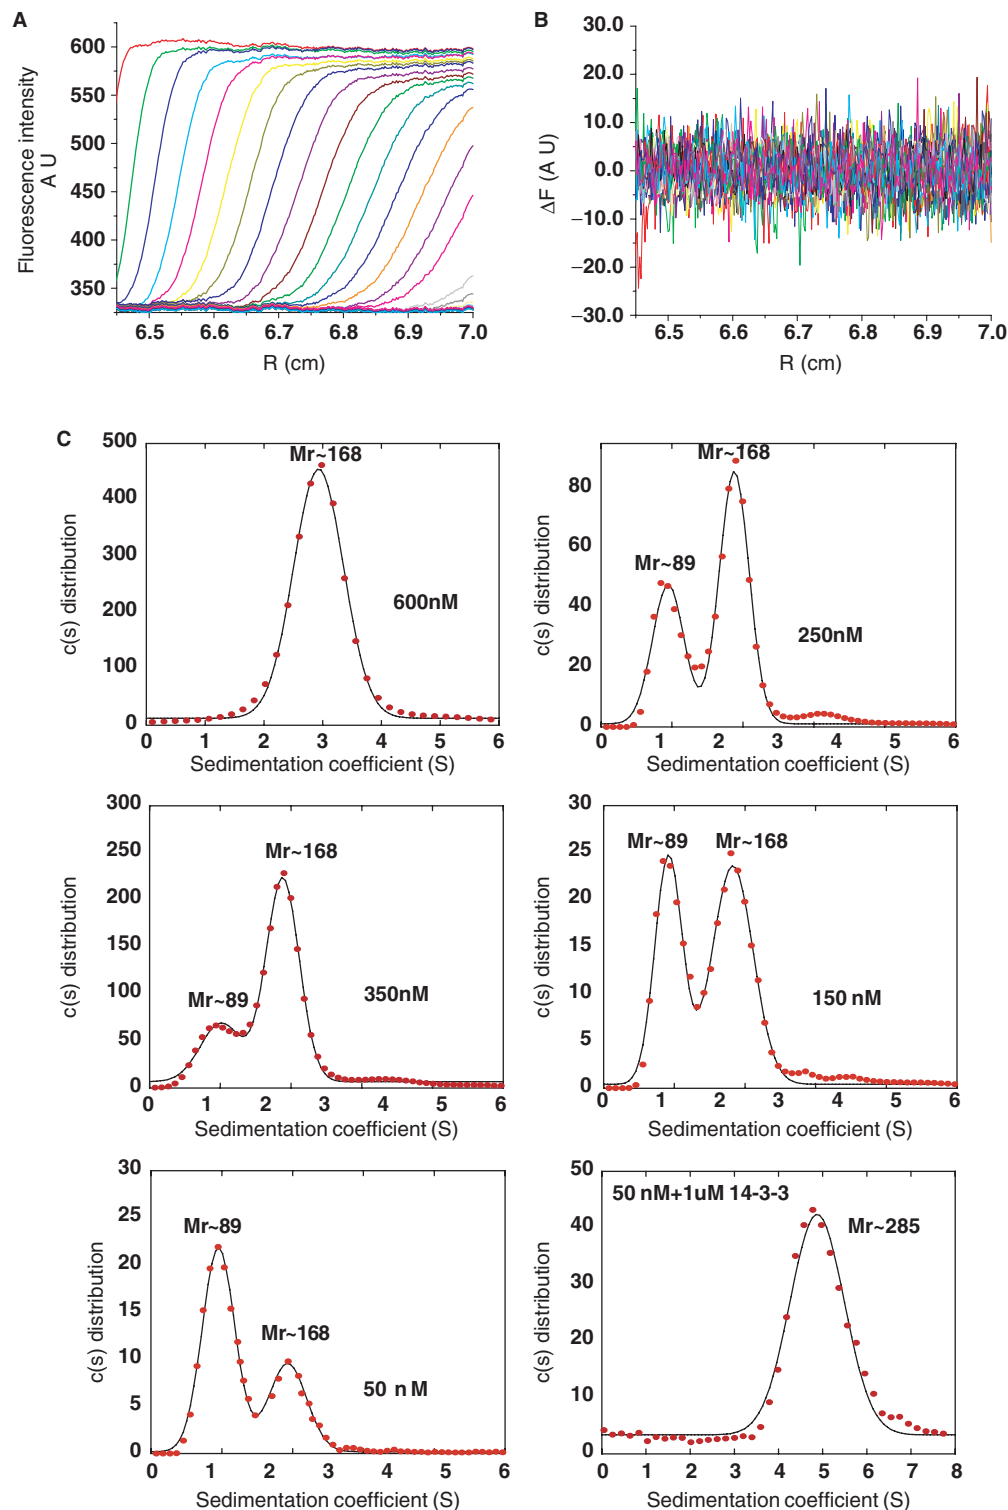 A
Fluorescence intensity
A U
600
550
500
450
400
350
6.5 6.6 6.7 6.8 6.9 7.0
R (cm)
B
ΔF (A U)
30.0
20.0
10.0
0.0
−10.0
−20.0
−30.0
6.5 6.6 6.7 6.8 6.9 7.0
R (cm)
C
c(s) distribution
500
400
300
200
100
0
Mr~168
600nM
0 1 2 3 4 5 6
Sedimentation coefficient (S)
c(s) distribution
80
60
40
20
0
Mr~168
Mr~89
250nM
0 1 2 3 4 5 6
Sedimentation coefficient (S)
c(s) distribution
300
250
200
150
100
50
0
Mr~168
Mr~89
350nM
0 1 2 3 4 5 6
Sedimentation coefficient (S)
c(s) distribution
30
25
20
15
10
5
0
Mr~89 Mr~168
150 nM
0 1 2 3 4 5 6
Sedimentation coefficient (S)
c(s) distribution
30
25
20
15
10
5
0
Mr~89
Mr~168
50 nM
0 1 2 3 4 5 6
Sedimentation coefficient (S)
c(s) distribution
50
40
30
20
10
0
50 nM+1uM 14-3-3
Mr~285
0 1 2 3 4 5 6 7 8
Sedimentation coefficient (S)